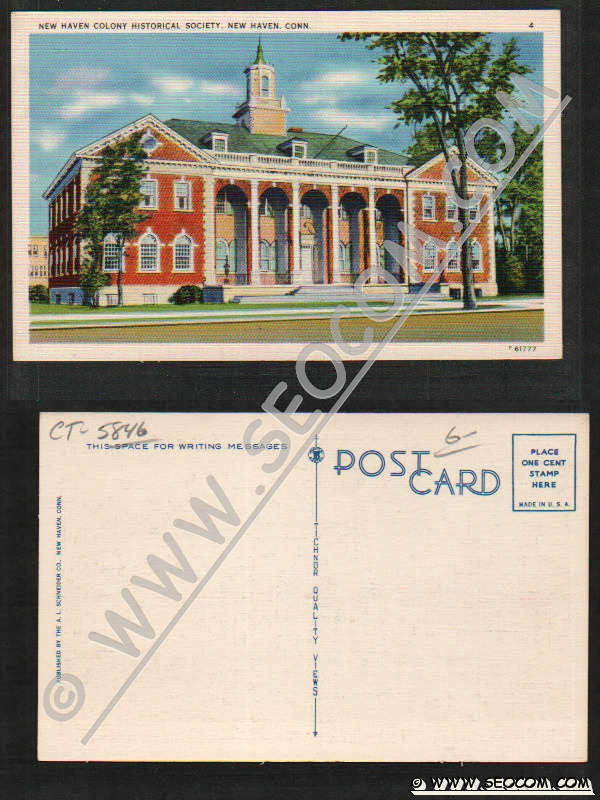 NEW HAVEN COLONY HISTORICAL SOCIETY, NEW HAVEN, CONN.
4
T 61777
CT- 5846
THIS SPACE FOR WRITING MESSAGES
6-
POST CARD
PLACE
ONE CENT
STAMP
HERE
MADE IN U.S.A.
PUBLISHED BY THE A. L. SCHNEIDER CO., NEW HAVEN, CONN.
TICHNOR QUALITY VIEWS
© WWW.SEOCOM.COM
© WWW.SEOCOM.COM